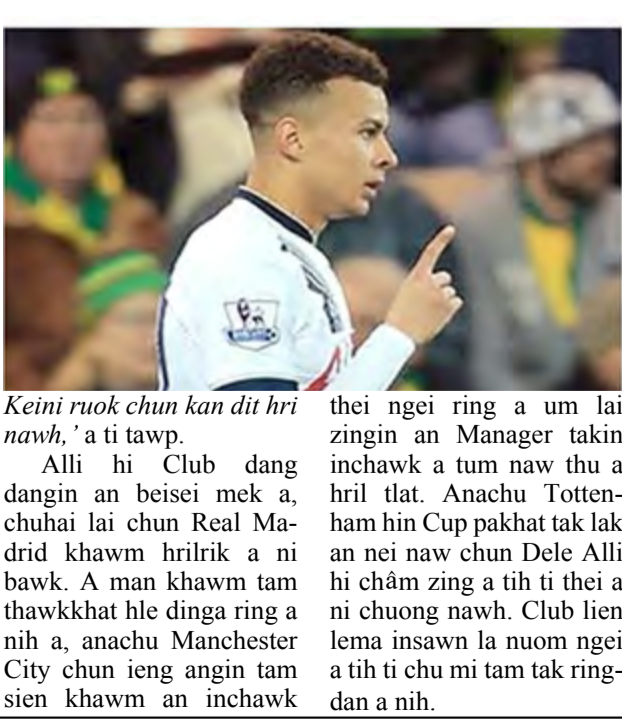 Keini ruok chun kan dit hri
nawh,’ a ti tawp.
Alli hi Club dang
dangin an beisei mek a,
chuhai lai chun Real Ma-
drid khawm hrilrik a ni
bawk. A man khawm tam
thawkkhat hle dinga ring a
nih a, anachu Manchester
City chun ieng angin tam
sien khawm an inchawk
thei ngei ring a um lai
zingin an Manager takin
inchawk a tum naw thu a
hril tlat. Anachu Totten-
ham hin Cup pakhat tak lak
an nei naw chun Dele Alli
hi châm zing a tih ti thei a
ni chuong nawh. Club lien
lema insawn la nuom ngei
a tih ti chu mi tam tak ring-
dan a nih.